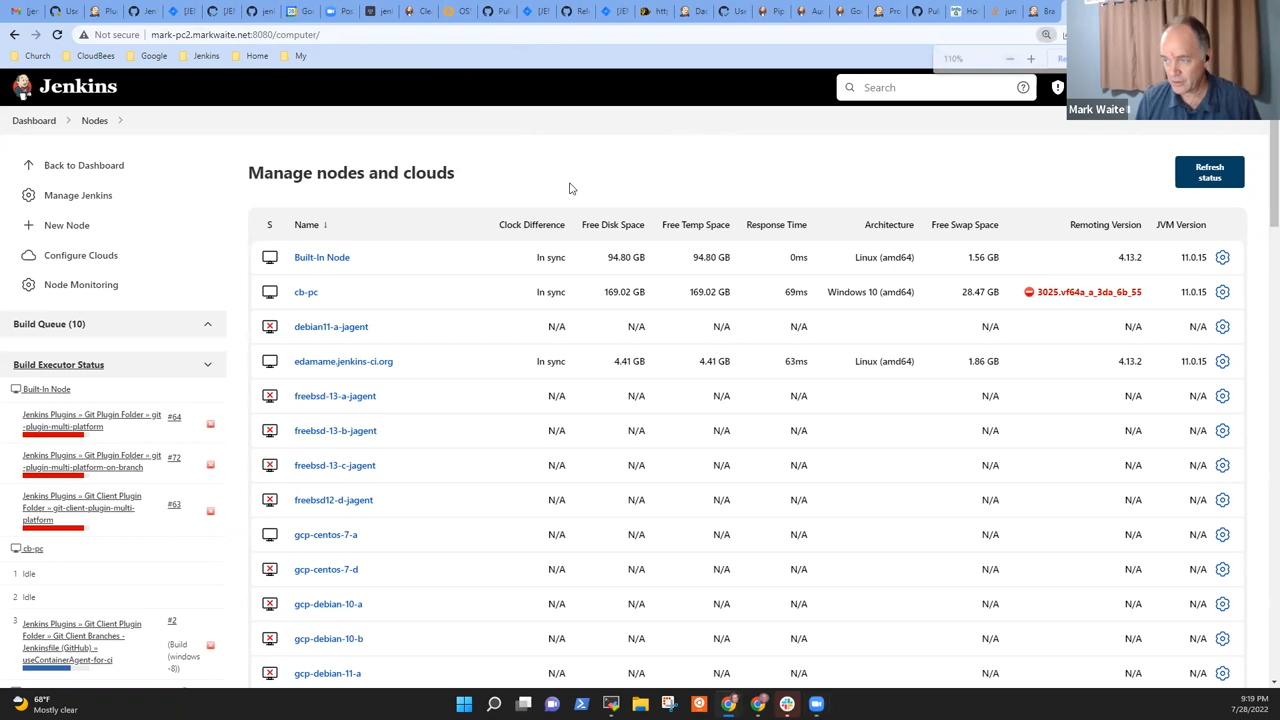 Not secure mark-pc2.markwaite.net:8080/computer/
Church CloudBees Google Jenkins Home My
110% — +
Mark Waite
Jenkins
Search
Dashboard Nodes
Back to Dashboard
Manage Jenkins
New Node
Configure Clouds
Node Monitoring
Build Queue (10)
Build Executor Status
Built-In Node
Jenkins Plugins » Git Plugin Folder » git #64
-plugin-multi-platform
Jenkins Plugins » Git Plugin Folder » git #72
-plugin-multi-platform-on-branch
Jenkins Plugins » Git Client Plugin #63
Folder » git-client-plugin-multi-
platform
cb-pc
1 Idle
2 Idle
3 Jenkins Plugins » Git Client Plugin #2
Folder » Git Client Branches -
Jenkinsfile (GitHub) » (Build
useContainerAgent-for-ci (windows
-8))
Manage nodes and clouds
Refresh
status
S Name ↓ Clock Difference Free Disk Space Free Temp Space Response Time Architecture Free Swap Space Remoting Version JVM Version
Built-In Node In sync 94.80 GB 94.80 GB 0ms Linux (amd64) 1.56 GB 4.13.2 11.0.15
cb-pc In sync 169.02 GB 169.02 GB 69ms Windows 10 (amd64) 28.47 GB 3025.vf64a_a_3da_6b_55 11.0.15
debian11-a-jagent N/A N/A N/A N/A N/A N/A N/A
edamame.jenkins-ci.org In sync 4.41 GB 4.41 GB 63ms Linux (amd64) 1.86 GB 4.13.2 11.0.15
freebsd-13-a-jagent N/A N/A N/A N/A N/A N/A N/A
freebsd-13-b-jagent N/A N/A N/A N/A N/A N/A N/A
freebsd-13-c-jagent N/A N/A N/A N/A N/A N/A N/A
freebsd12-d-jagent N/A N/A N/A N/A N/A N/A N/A
gcp-centos-7-a N/A N/A N/A N/A N/A N/A N/A
gcp-centos-7-d N/A N/A N/A N/A N/A N/A N/A
gcp-debian-10-a N/A N/A N/A N/A N/A N/A N/A
gcp-debian-10-b N/A N/A N/A N/A N/A N/A N/A
gcp-debian-11-a N/A N/A N/A N/A N/A N/A N/A
68°F
Mostly clear
9:19 PM
7/28/2022